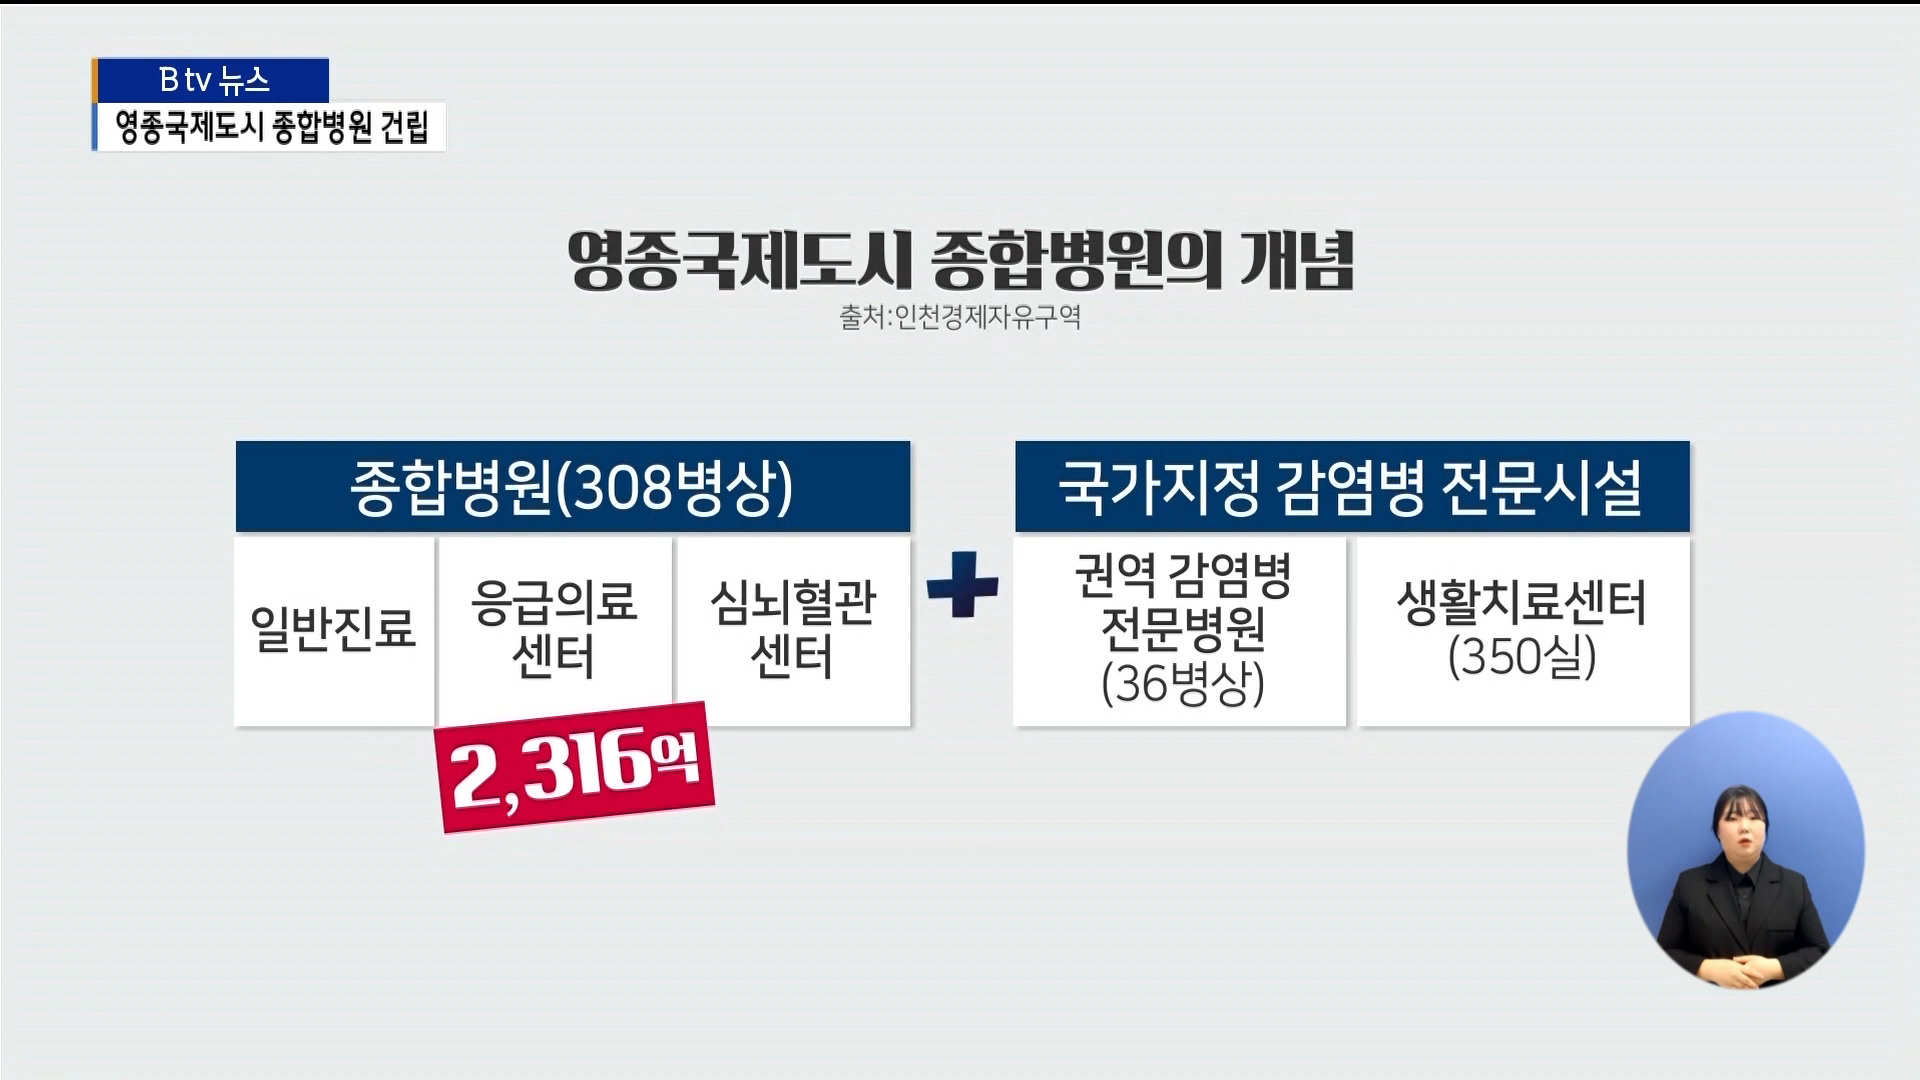 B tv 뉴스
영종국제도시 종합병원 건립
영종국제도시 종합병원의 개념
출처:인천경제자유구역
종합병원(308병상)
일반진료
응급의료
센터
심뇌혈관
센터
2,316억
국가지정 감염병 전문시설
권역 감염병
전문병원
(36병상)
생활치료센터
(350실)